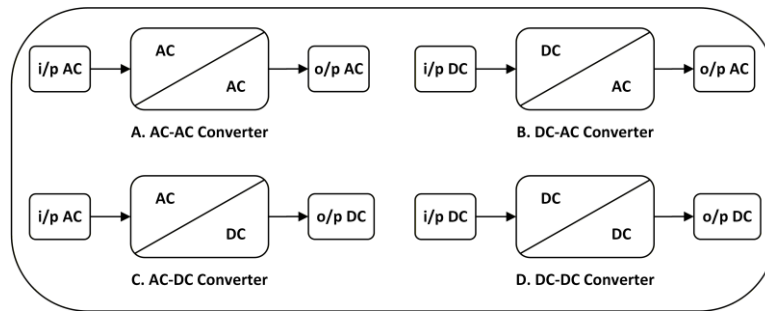 i/p AC
AC
AC
o/p AC
A. AC-AC Converter
i/p DC
DC
AC
o/p AC
B. DC-AC Converter
i/p AC
AC
DC
o/p DC
C. AC-DC Converter
i/p DC
DC
DC
o/p DC
D. DC-DC Converter